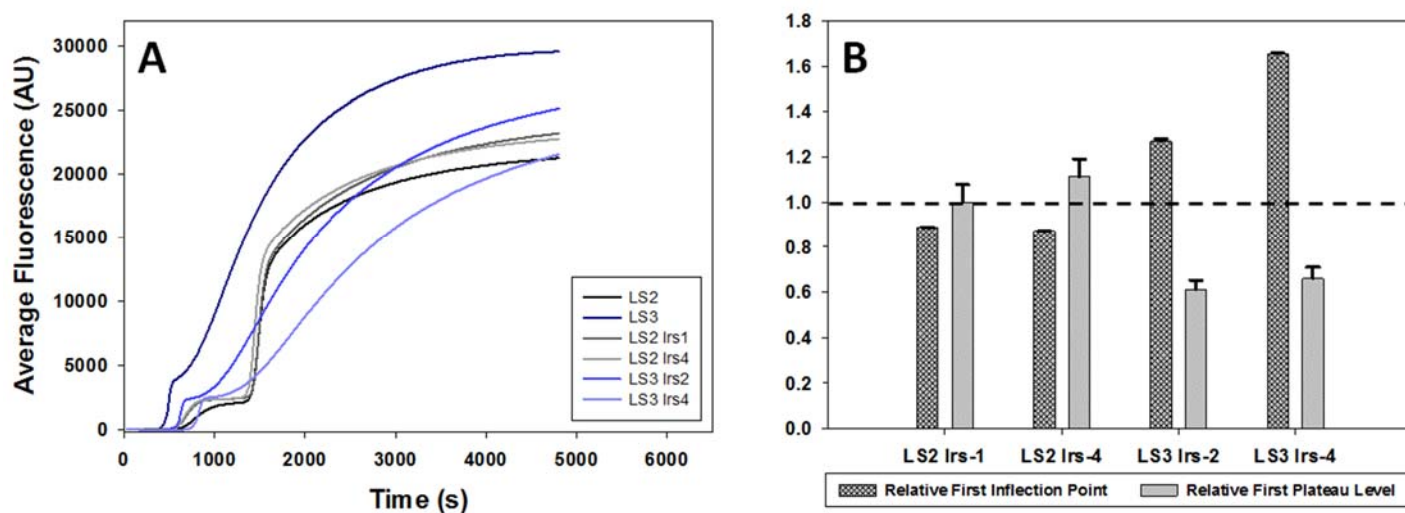 A
Average Fluorescence (AU)
30000
25000
20000
15000
10000
5000
0
0 1000 2000 3000 4000 5000 6000
Time (s)
LS2
LS3
LS2 lrs1
LS2 lrs4
LS3 lrs2
LS3 lrs4
B
1.8
1.6
1.4
1.2
1.0
0.8
0.6
0.4
0.2
0.0
LS2 lrs-1 LS2 lrs-4 LS3 lrs-2 LS3 lrs-4
Relative First Inflection Point Relative First Plateau Level